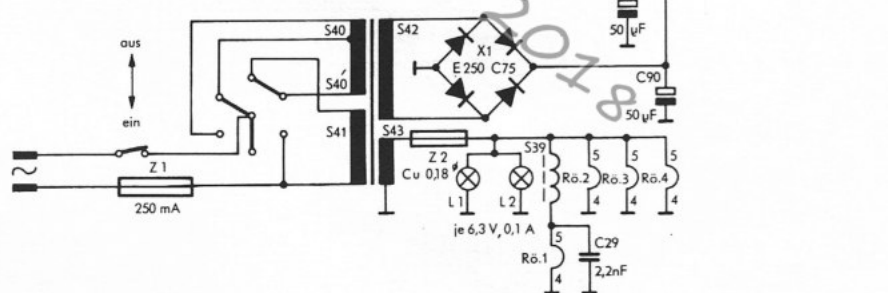 S40
S42
50 µF
aus
X1
E 250 C75
C90
S40´
50 µF
ein
S41
S43
Z 1
Z 2
Cu 0,18 ø
S39
5
5
5
Rö.2
Rö.3
Rö.4
4
4
4
L1
L2
250 mA
je 6,3 V, 0,1 A
5
C29
Rö.1
2,2nF
4
2018